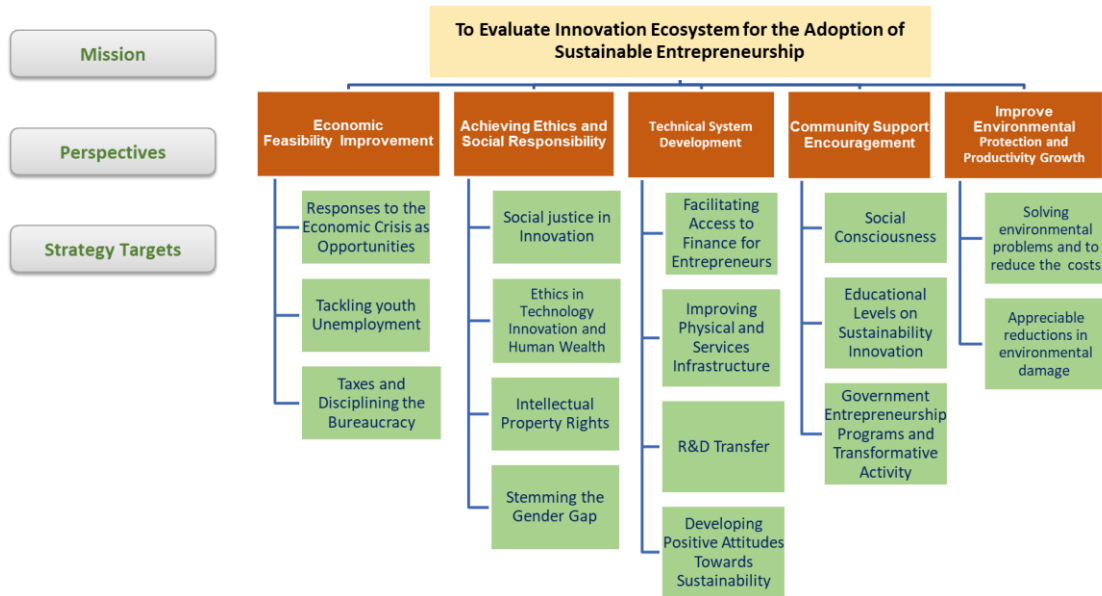 Mission
Perspectives
Strategy Targets
To Evaluate Innovation Ecosystem for the Adoption of
Sustainable Entrepreneurship
Economic
Feasibility Improvement
Responses to the
Economic Crisis as
Opportunities
Tackling youth
Unemployment
Taxes and
Disciplining the
Bureaucracy
Achieving Ethics and
Social Responsibility
Social justice in
Innovation
Ethics in
Technology
Innovation and
Human Wealth
Intellectual
Property Rights
Stemming the
Gender Gap
Technical System
Development
Facilitating
Access to
Finance for
Entrepreneurs
Improving
Physical and
Services
Infrastructure
R&D Transfer
Developing
Positive Attitudes
Towards
Sustainability
Community Support
Encouragement
Social
Consciousness
Educational
Levels on
Sustainability
Innovation
Government
Entrepreneurship
Programs and
Transformative
Activity
Improve
Environmental
Protection and
Productivity Growth
Solving
environmental
problems and to
reduce the costs
Appreciable
reductions in
environmental
damage